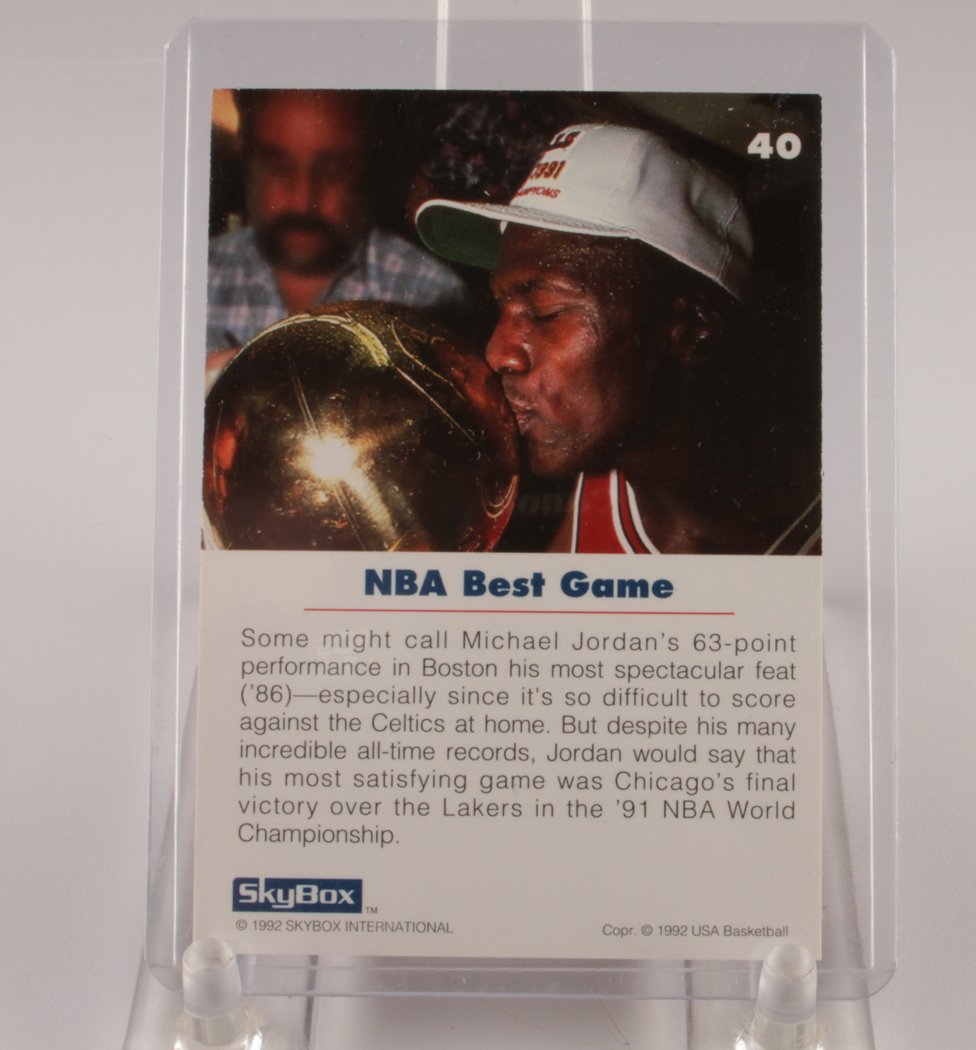 40
1991
NBA Best Game
Some might call Michael Jordan's 63-point
performance in Boston his most spectacular feat
('86)—especially since it's so difficult to score
against the Celtics at home. But despite his many
incredible all-time records, Jordan would say that
his most satisfying game was Chicago's final
victory over the Lakers in the '91 NBA World
Championship.
SkyBox TM
© 1992 SKYBOX INTERNATIONAL
Copr. © 1992 USA Basketball